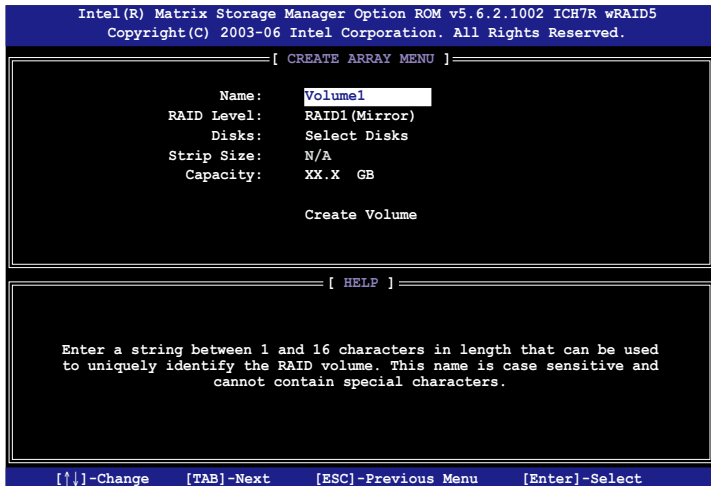 Intel(R) Matrix Storage Manager Option ROM v5.6.2.1002 ICH7R wRAID5
Copyright(C) 2003-06 Intel Corporation. All Rights Reserved.
[ CREATE ARRAY MENU ]
Name: Volume1
RAID Level: RAID1(Mirror)
Disks: Select Disks
Strip Size: N/A
Capacity: XX.X GB
Create Volume
[ HELP ]
Enter a string between 1 and 16 characters in length that can be used
to uniquely identify the RAID volume. This name is case sensitive and
cannot contain special characters.
[↑↓]-Change [TAB]-Next [ESC]-Previous Menu [Enter]-Select